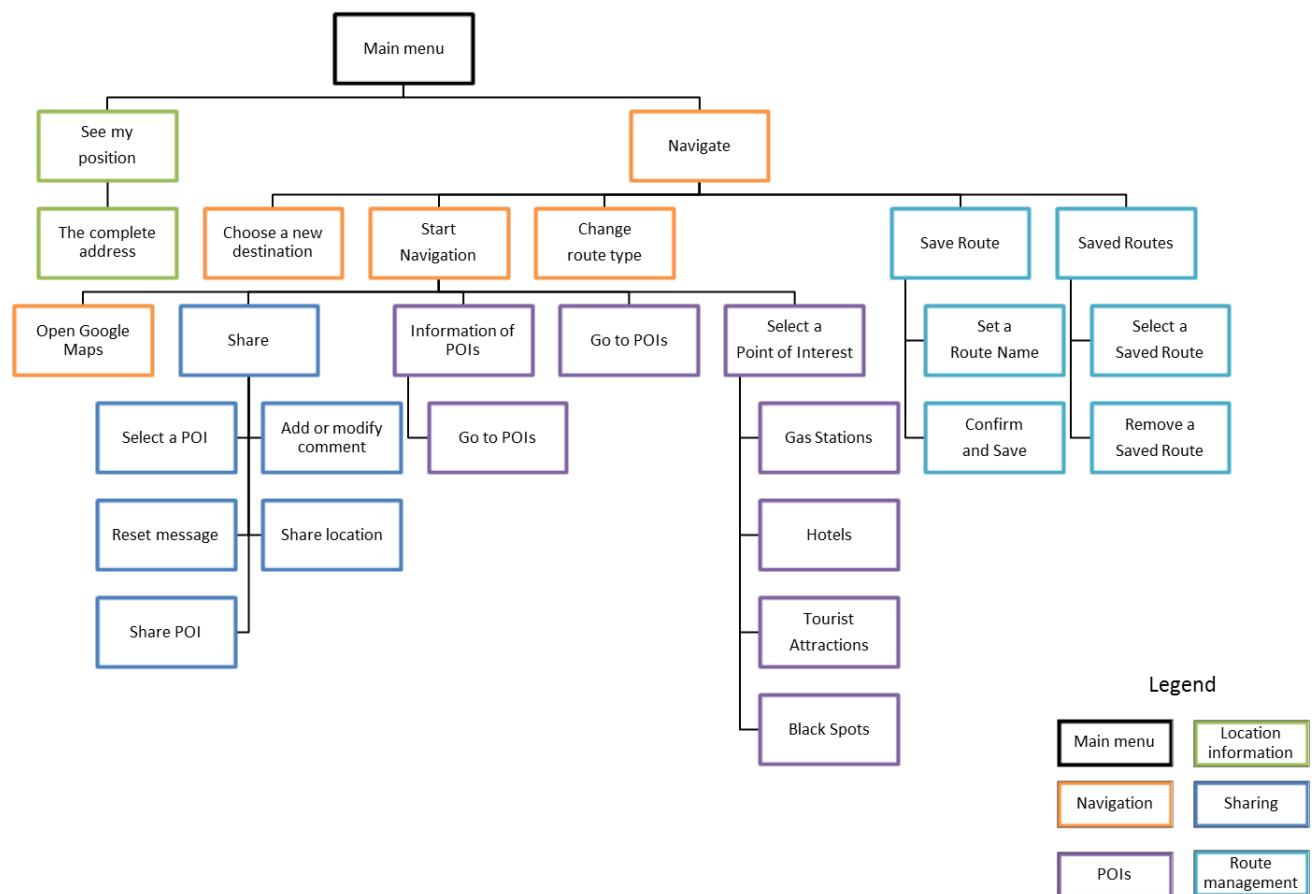 Main menu
See my
position
Navigate
The complete
address
Choose a new
destination
Start
Navigation
Change
route type
Save Route
Saved Routes
Open Google
Maps
Share
Information of
POIs
Go to POIs
Select a
Point of Interest
Set a
Route Name
Select a
Saved Route
Select a POI
Add or modify
comment
Go to POIs
Gas Stations
Confirm
and Save
Remove a
Saved Route
Reset message
Share location
Hotels
Share POI
Tourist
Attractions
Black Spots
Legend
Main menu
Location
information
Navigation
Sharing
POIs
Route
management